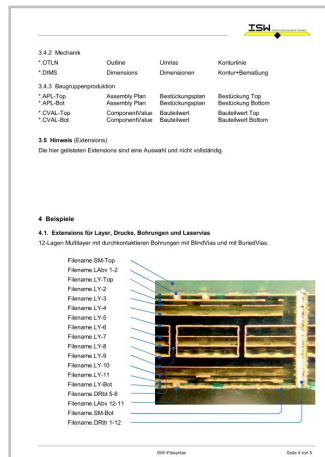 ISW
3.4.2 Mechanik
*.OTLN Outline Umriss Konturlinie
*.DIMS Dimensions Dimensionen Kontur+Bemaßung
3.4.3 Baugruppenproduktion
*.APL-Top Assembly Plan Bestückungsplan Bestückung Top
*.APL-Bot Assembly Plan Bestückungsplan Bestückung Bottom
*.CVAL-Top ComponentValue Bauteilwert Bauteilwert Top
*.CVAL-Bot ComponentValue Bauteilwert Bauteilwert Bottom
3.5 Hinweis (Extensions)
Die hier gelisteten Extensions sind eine Auswahl und nicht vollständig.
4 Beispiele
4.1. Extensions für Layer, Drucke, Bohrungen und Laservias
12-Lagen Multilayer mit durchkontaktieren Bohrungen mit BlindVias und mit BuriedVias.
Filename.SM-Top
Filename.LAbv 1-2
Filename.LY-Top
Filename.LY-2
Filename.LY-3
Filename.LY-4
Filename.LY-5
Filename.LY-6
Filename.LY-7
Filename.LY-8
Filename.LY-9
Filename.LY-10
Filename.LY-11
Filename.LY-Bot
Filename.DRbt 5-8
Filename.LAbv 12-11
Filename.SM-Bot
Filename.DRth 1-12
ISW-Filesyntax Seite 4 von 5